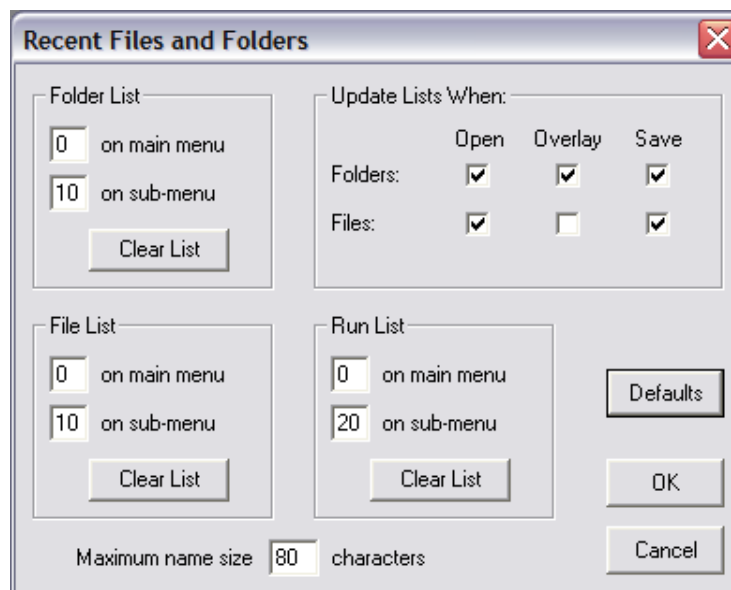 Recent Files and Folders
Folder List
0 on main menu
10 on sub-menu
Clear List
Update Lists When:
Open Overlay Save
Folders:
Files:
File List
0 on main menu
10 on sub-menu
Clear List
Run List
0 on main menu
20 on sub-menu
Clear List
Defaults
OK
Cancel
Maximum name size 80 characters